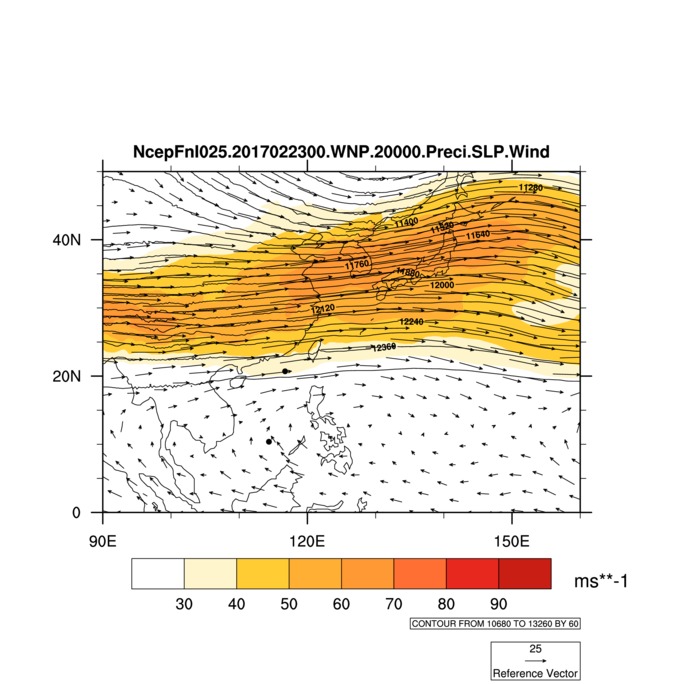 NcepFnl025.2017022300.WNP.20000.Preci.SLP.Wind
11280
11400
11520
11640
40N
11760
11880
12000
12120
12240
12360
20N
0
90E 120E 150E
30 40 50 60 70 80 90
ms**-1
CONTOUR FROM 10680 TO 13260 BY 60
25
Reference Vector